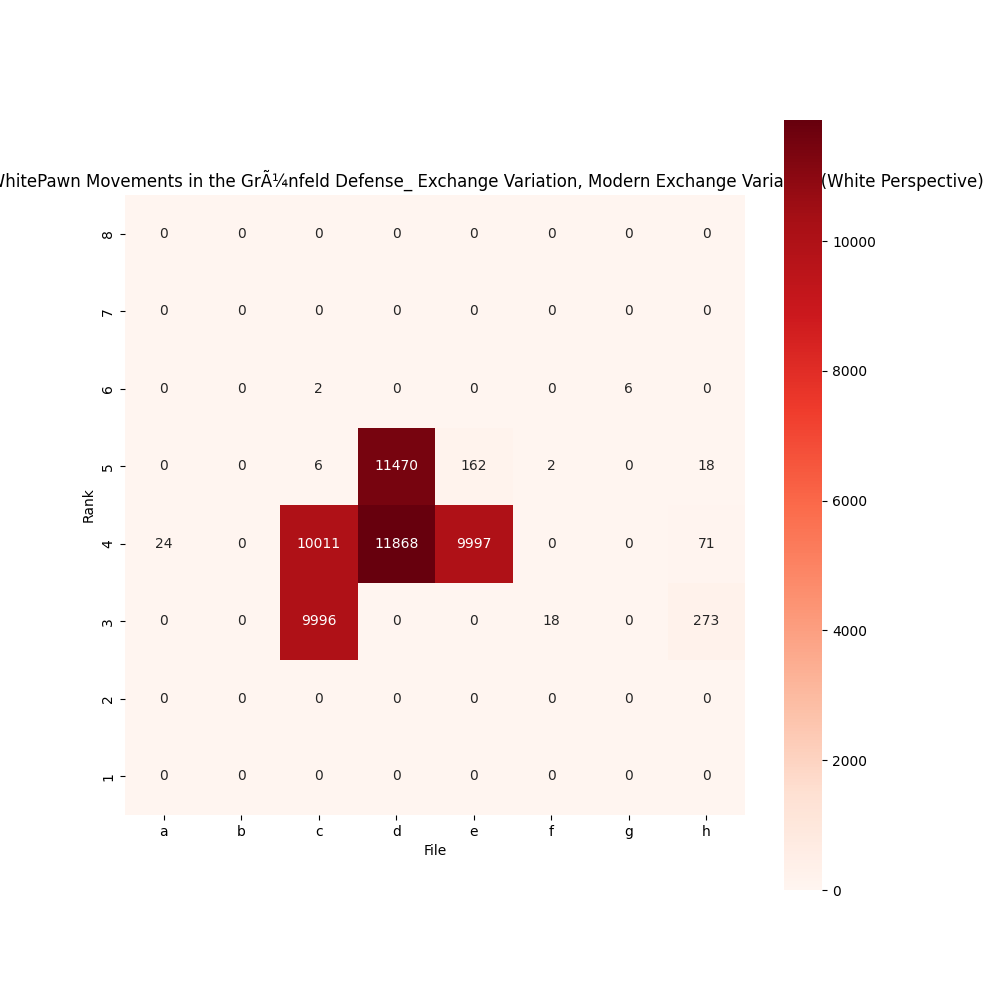 WhitePawn Movements in the GrÃ¼nfeld Defense_ Exchange Variation, Modern Exchange Varia (White Perspective)
8 0 0 0 0 0 0 0 0
10000
7 0 0 0 0 0 0 0 0
8000
6 0 0 2 0 0 0 6 0
5 0 0 6 11470 162 2 0 18
6000
Rank
4 24 0 10011 11868 9997 0 0 71
3 0 0 9996 0 0 18 0 273
4000
2 0 0 0 0 0 0 0 0
2000
1 0 0 0 0 0 0 0 0
a b c d e f g h
File
0